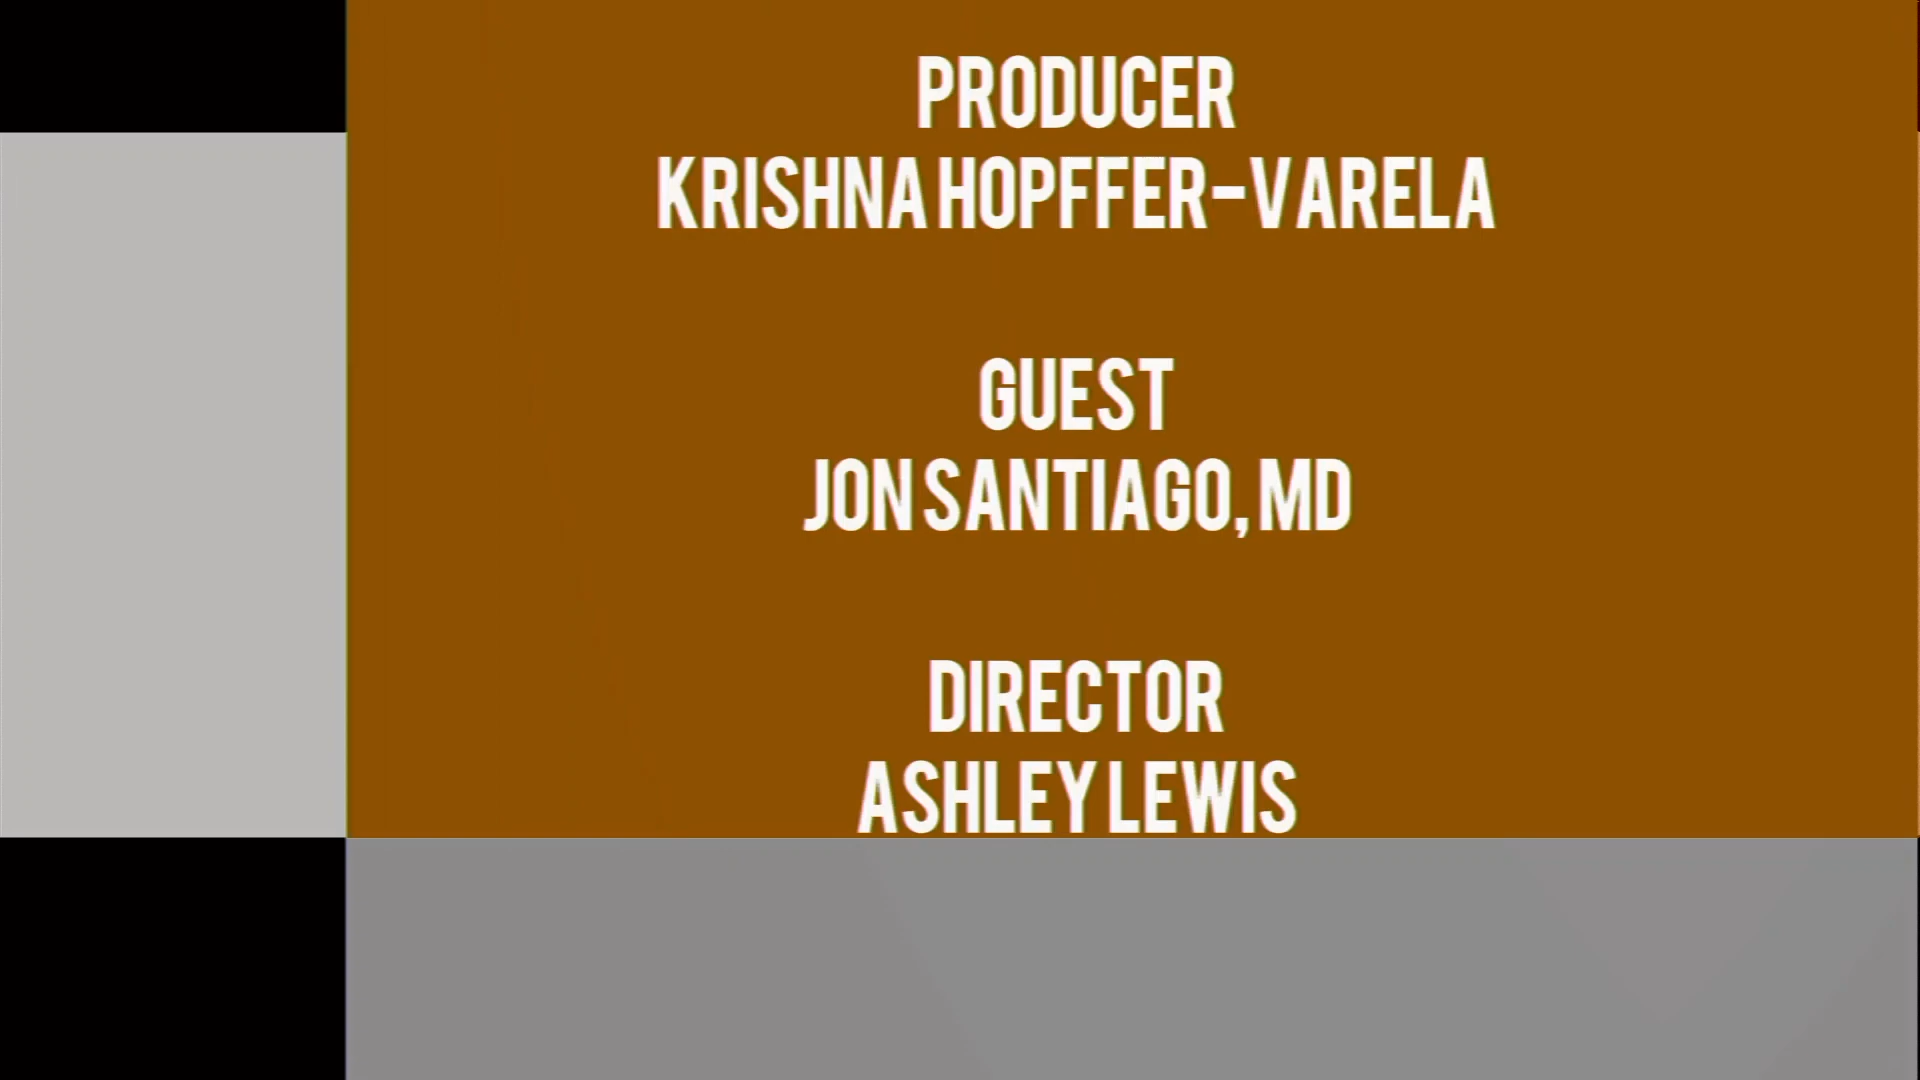 PRODUCER
KRISHNA HOPFFER-VARELA
GUEST
JON SANTIAGO, MD
DIRECTOR
ASHLEY LEWIS